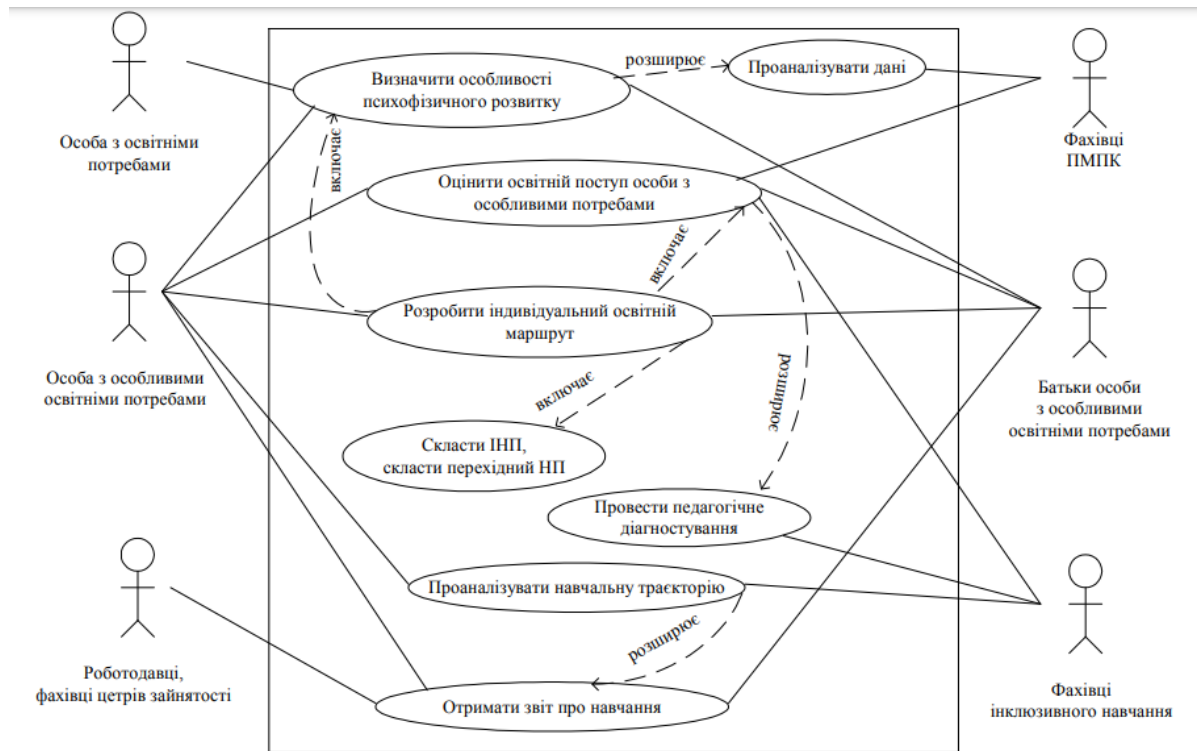 розширює
Проаналізувати дані
Визначити особливості
психофізичного розвитку
Особа з освітніми
потребами
Фахівці
ПМПК
включає
Оцінити освітній поступ особи з
особливими потребами
включає
Розробити індивідуальний освітній
маршрут
Особа з особливими
освітніми потребами
Батьки особи
з особливими
освітніми потребами
розширює
включає
Скласти ІНП,
скласти перехідний НП
Провести педагогічне
діагностування
Проаналізувати навчальну траєкторію
розширює
Роботодавці,
фахівці цетрів зайнятості
Отримати звіт про навчання
Фахівці
інклюзивного навчання